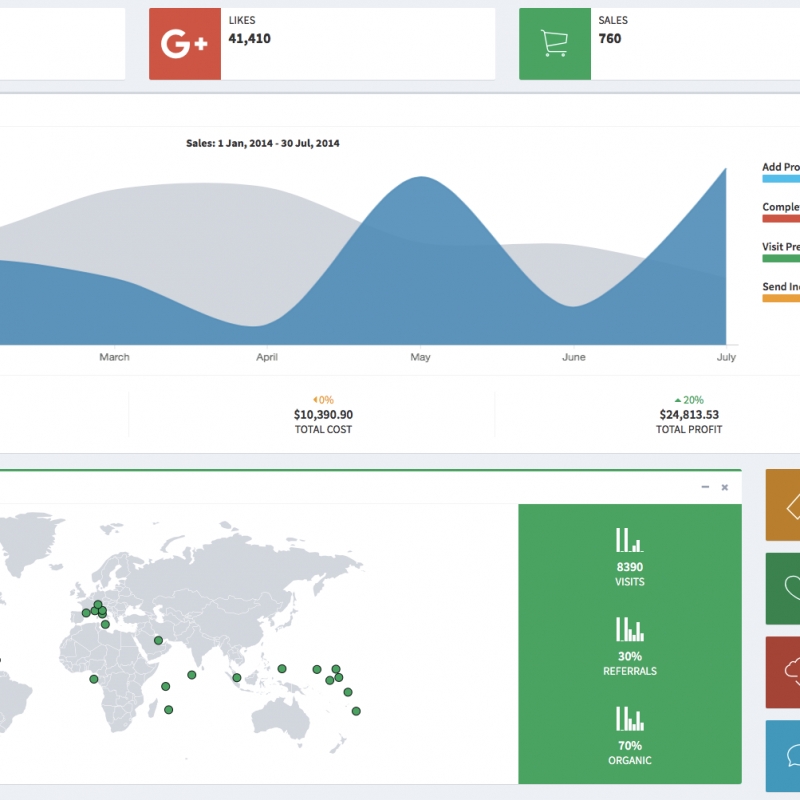 G+
LIKES
41,410
SALES
760
Sales: 1 Jan, 2014 - 30 Jul, 2014
Add Pro
Comple
Visit Pre
Send In
March April May June July
0%
$10,390.90
TOTAL COST
20%
$24,813.53
TOTAL PROFIT
8390
VISITS
30%
REFERRALS
70%
ORGANIC